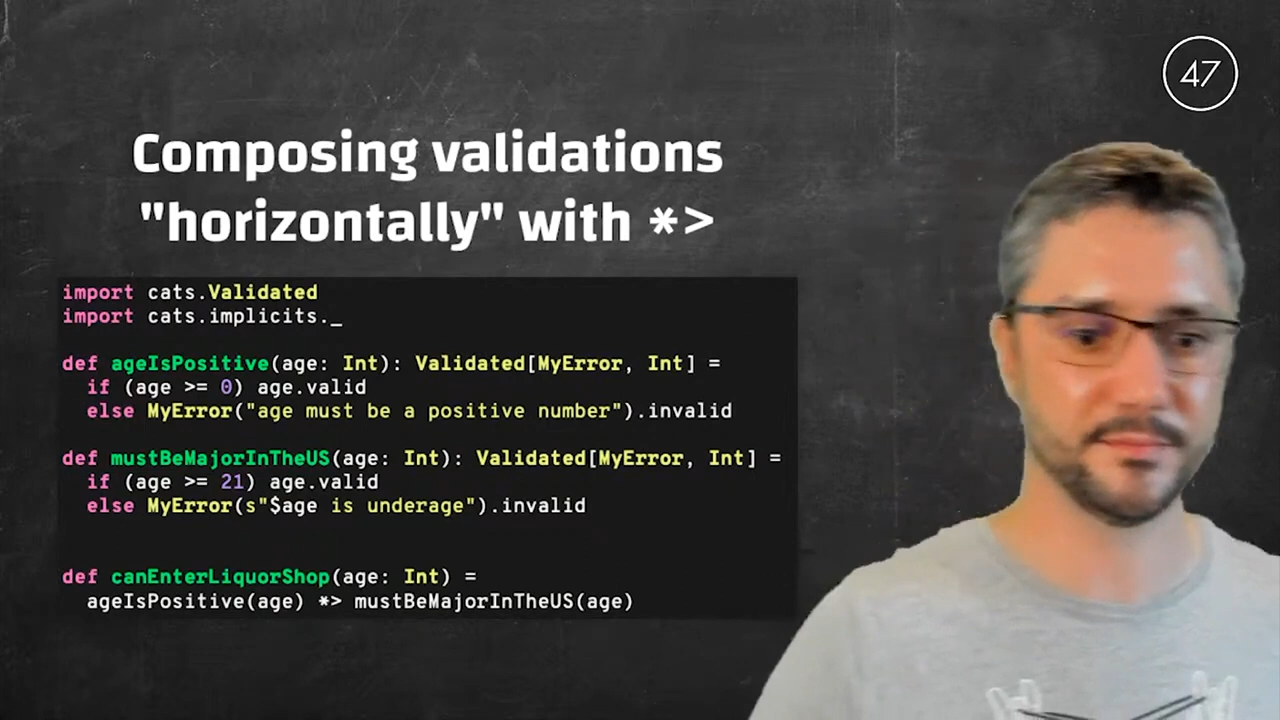 47
Composing validations
"horizontally" with *>
import cats.Validated
import cats.implicits._
def ageIsPositive(age: Int): Validated[MyError, Int] =
  if (age >= 0) age.valid
  else MyError("age must be a positive number").invalid
def mustBeMajorInTheUS(age: Int): Validated[MyError, Int] =
  if (age >= 21) age.valid
  else MyError(s"$age is underage").invalid
def canEnterLiquorShop(age: Int) =
  ageIsPositive(age) *> mustBeMajorInTheUS(age)